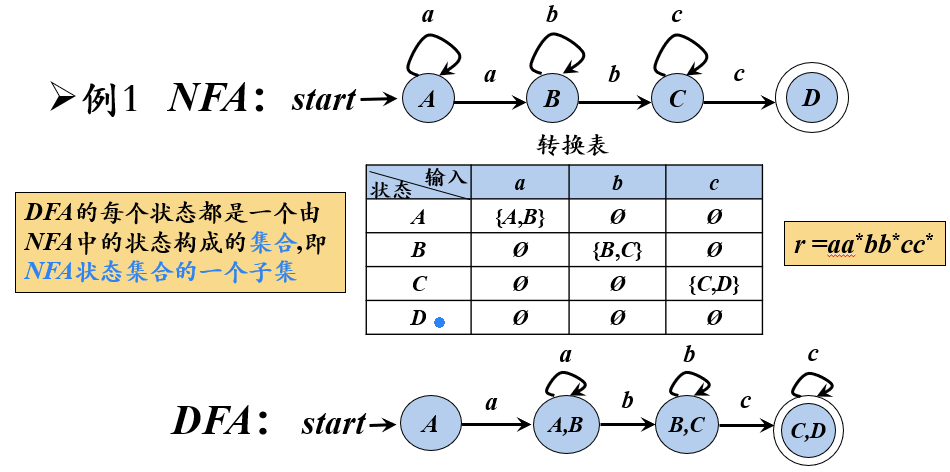 a b c
➢例1 NFA： start A a B b C c D
转换表
输入 状态 a b c
A {A,B} Ø Ø
B Ø {B,C} Ø
C Ø Ø {C,D}
D Ø Ø Ø
DFA的每个状态都是一个由
NFA中的状态构成的集合,即
NFA状态集合的一个子集
r =aa*bb*cc*
a b c
DFA： start A a A,B b B,C c C,D